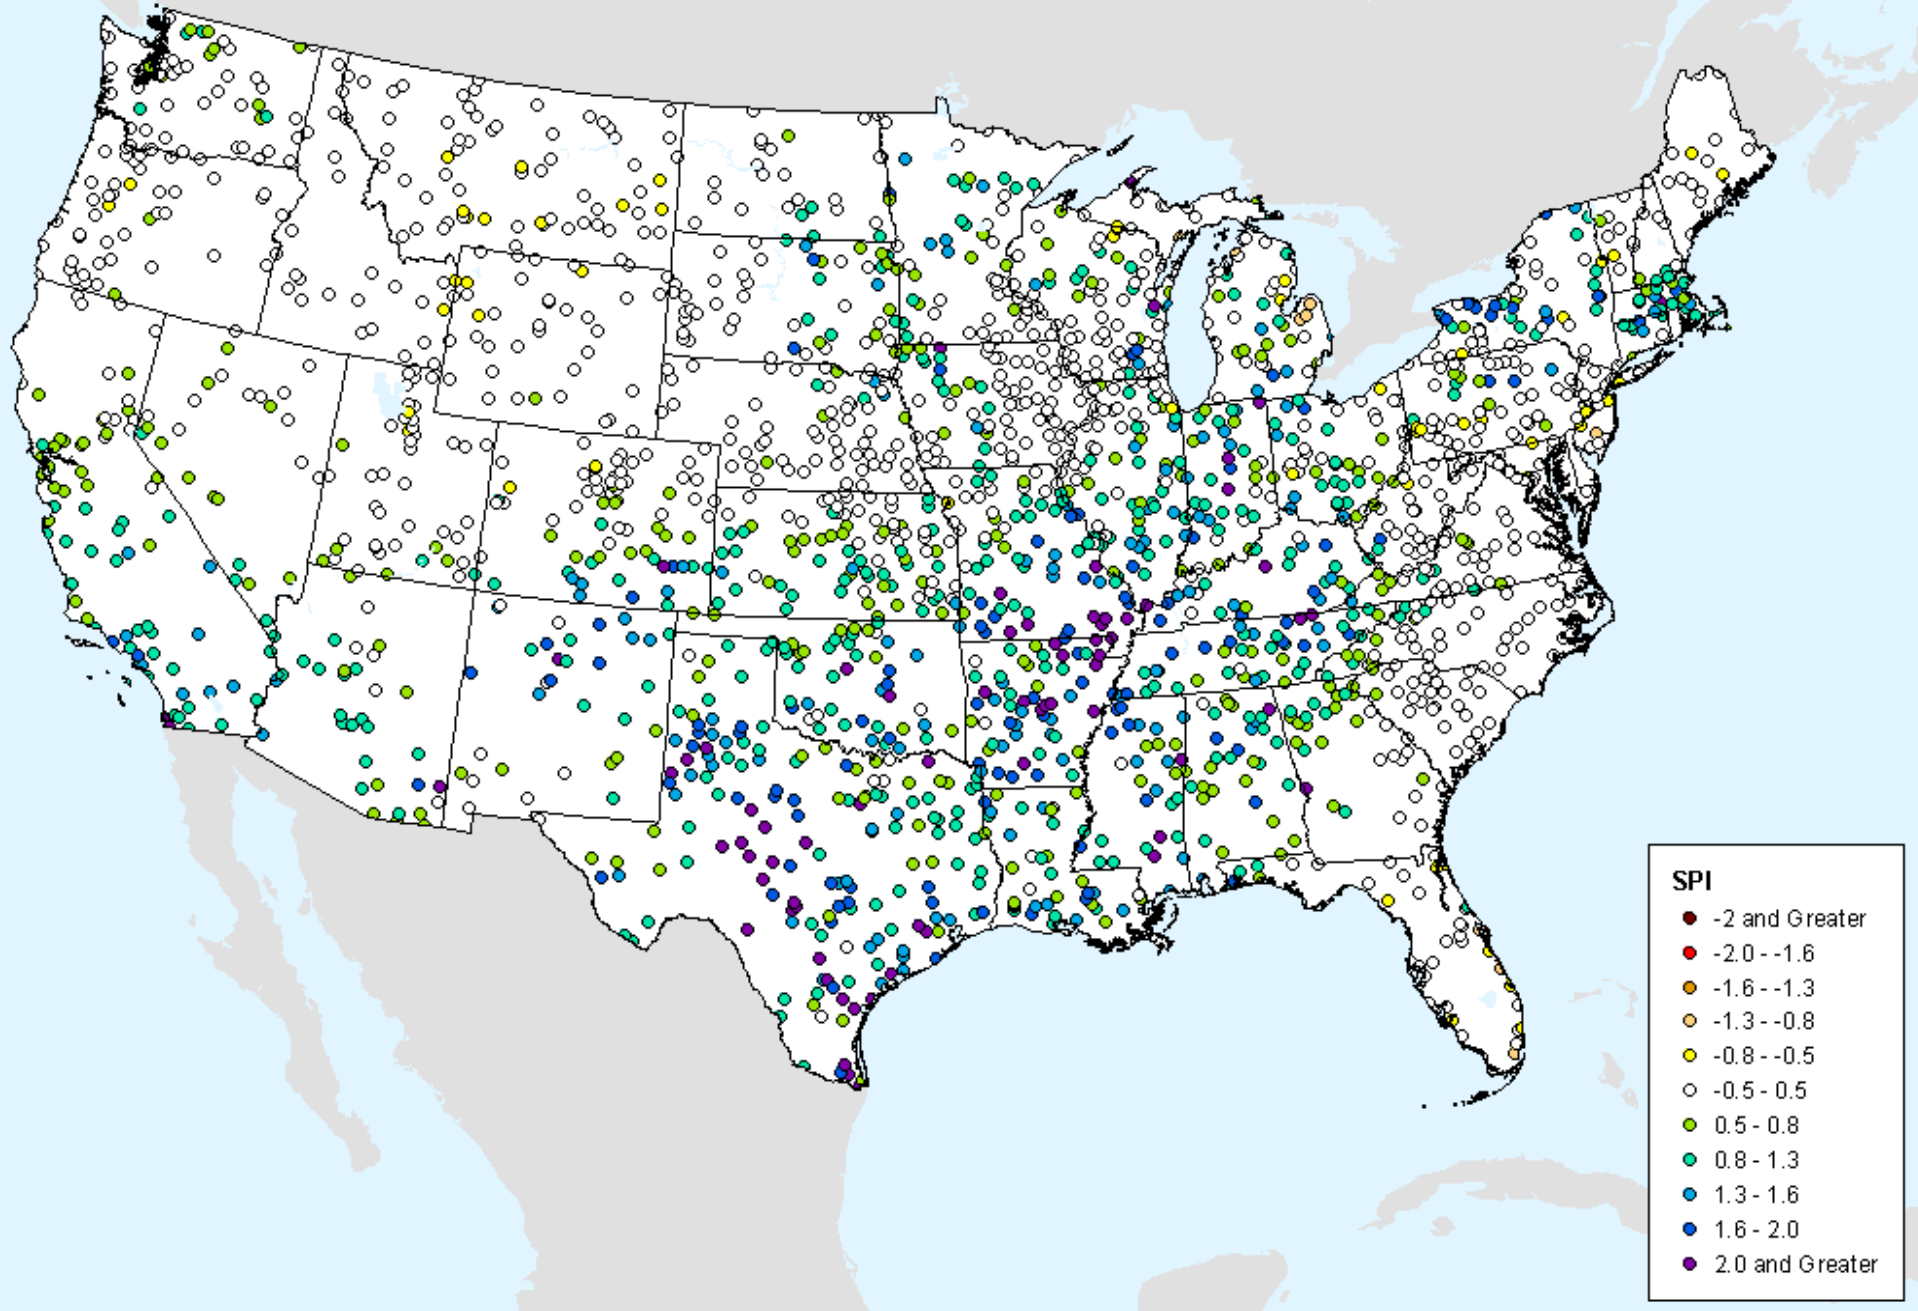 SPI
-2 and Greater
-2.0 - -1.6
-1.6 - -1.3
-1.3 - -0.8
-0.8 - -0.5
-0.5 - 0.5
0.5 - 0.8
0.8 - 1.3
1.3 - 1.6
1.6 - 2.0
2.0 and Greater